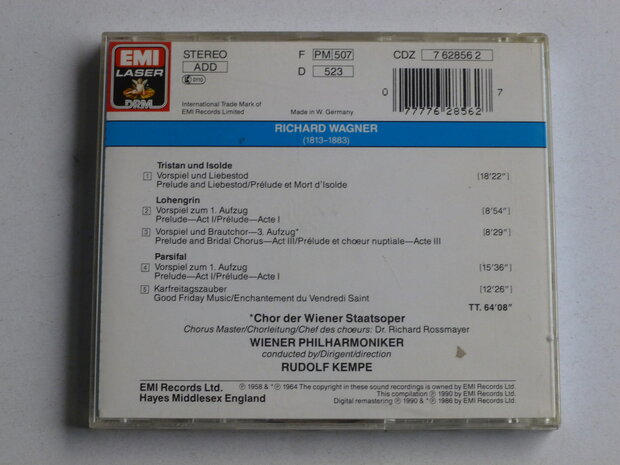 EMI
LASER
DRM
STEREO
ADD
F PM 507
D 523
CDZ 7 62856 2
0 77776 28562 7
International Trade Mark of
EMI Records Limited
Made in W. Germany
RICHARD WAGNER
(1813–1883)
Tristan und Isolde
1 Vorspiel und Liebestod [18'22"]
Prelude and Liebestod/Prélude et Mort d'Isolde
Lohengrin
2 Vorspiel zum 1. Aufzug [8'54"]
Prelude—Act I/Prélude—Acte I
3 Vorspiel und Brautchor—3. Aufzug* [8'29"]
Prelude and Bridal Chorus—Act III/Prélude et chœur nuptiale—Acte III
Parsifal
4 Vorspiel zum 1. Aufzug [15'36"]
Prelude—Act I/Prélude—Acte I
5 Karfreitagszauber [12'26"]
Good Friday Music/Enchantement du Vendredi Saint
TT. 64'08"
*Chor der Wiener Staatsoper
Chorus Master/Chorleitung/Chef des chœurs: Dr. Richard Rossmayer
WIENER PHILHARMONIKER
conducted by/Dirigent/direction
RUDOLF KEMPE
EMI Records Ltd.
Hayes Middlesex England
℗ 1958 & *℗ 1964 The copyright in these sound recordings is owned by EMI Records Ltd.
This compilation ℗ 1990 by EMI Records Ltd.
Digital remastering ℗ 1990 & *℗ 1986 by EMI Records Ltd.